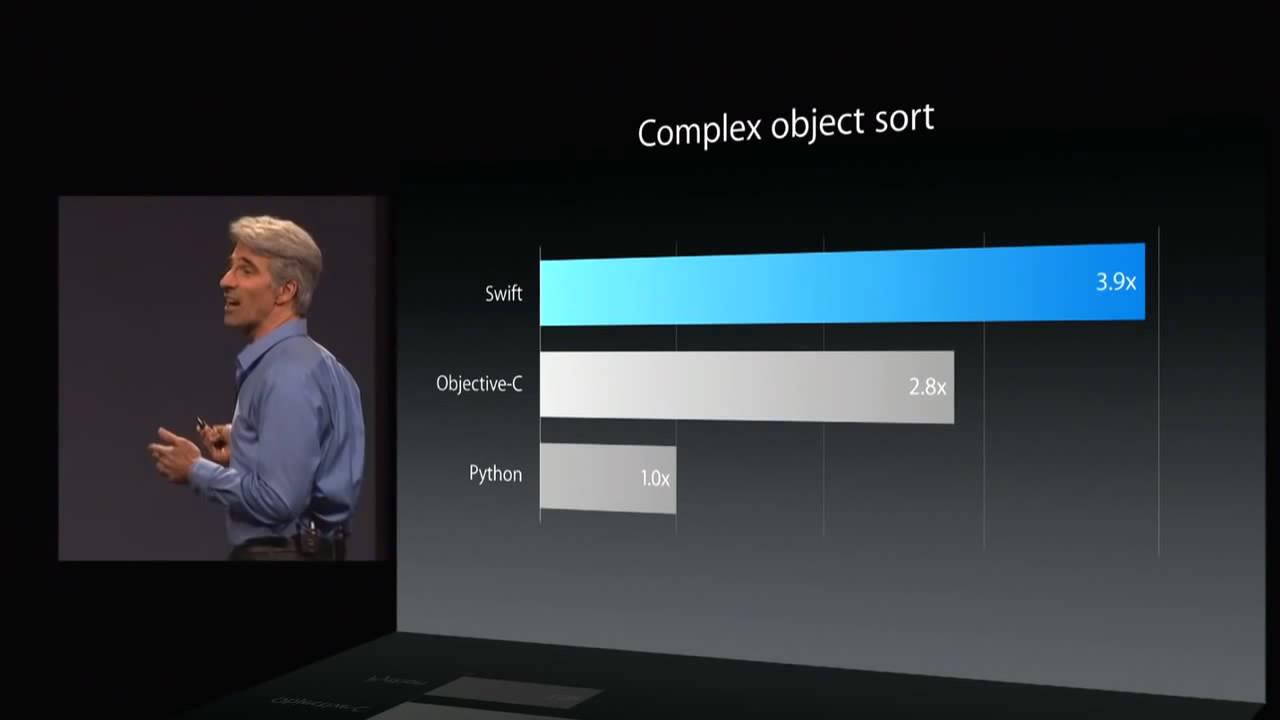 Complex object sort
Swift
3.9x
Objective-C
2.8x
Python
1.0x